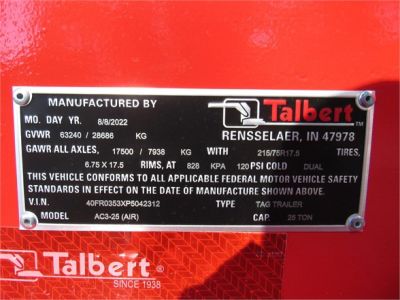 MANUFACTURED BY Talbert™
MO. DAY YR. 8/8/2022 RENSSELAER, IN 47978
GVWR 63240 / 28686 KG
GAWR ALL AXLES, 17500 / 7938 KG WITH 215/75R17.5 TIRES,
6.75 X 17.5 RIMS, AT 828 KPA 120 PSI COLD DUAL
THIS VEHICLE CONFORMS TO ALL APPLICABLE FEDERAL MOTOR VEHICLE SAFETY
STANDARDS IN EFFECT ON THE DATE OF MANUFACTURE SHOWN ABOVE.
V.I.N. 40FR0353XP5042312 TYPE TAG TRAILER
MODEL AC3-25 (AIR) CAP. 25 TON
Talbert
SINCE 1938